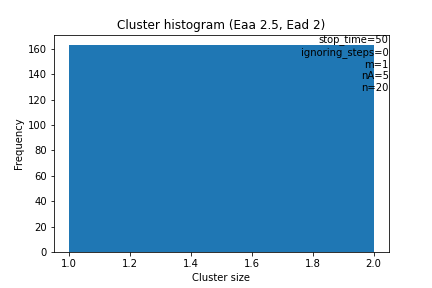 Cluster histogram (Eaa 2.5, Ead 2)
stop_time=50
ignoring_steps=0
m=1
nA=5
n=20
160
140
120
100
80
60
40
20
0
Frequency
1.0 1.2 1.4 1.6 1.8 2.0
Cluster size